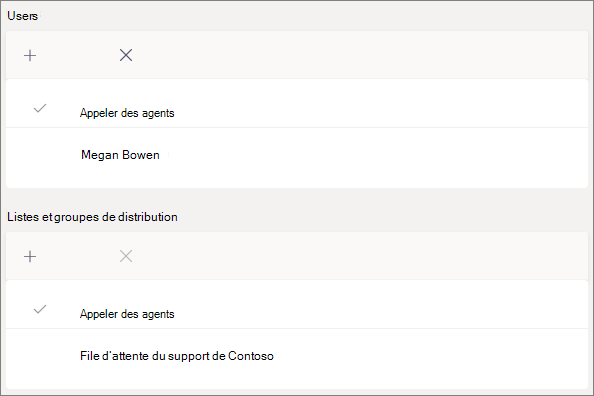 Users
Appeler des agents
Megan Bowen
Listes et groupes de distribution
Appeler des agents
File d'attente du support de Contoso